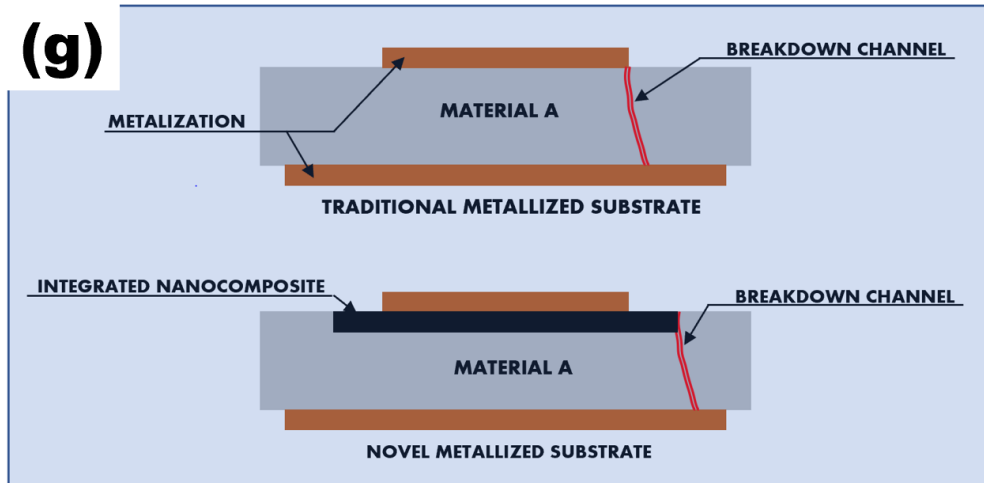 (g)
BREAKDOWN CHANNEL
MATERIAL A
METALIZATION
TRADITIONAL METALLIZED SUBSTRATE
INTEGRATED NANOCOMPOSITE
BREAKDOWN CHANNEL
MATERIAL A
NOVEL METALLIZED SUBSTRATE